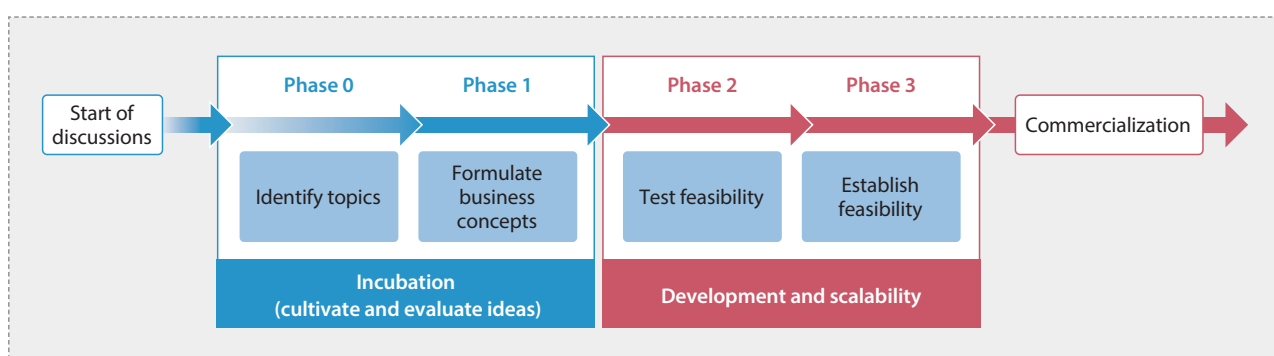 Phase 0
Phase 1
Phase 2
Phase 3
Start of
discussions
Commercialization
Identify topics
Formulate
business
concepts
Test feasibility
Establish
feasibility
Incubation
(cultivate and evaluate ideas)
Development and scalability